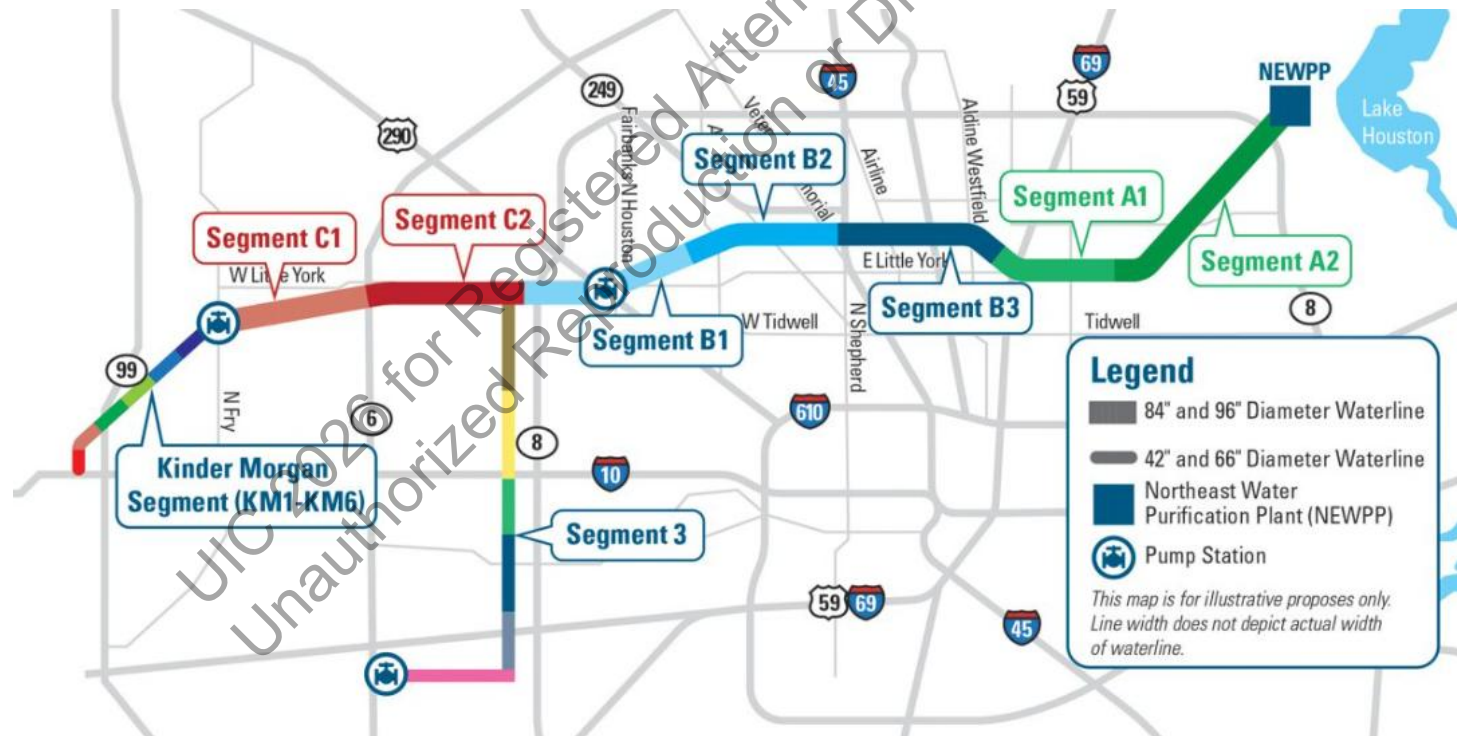 UIC 2026 for Registered Atten
Unauthorized Reproduction or Di
69
59
NEWPP
Lake
Houston
45
249
290
Fairbanks N Houston
Vete
morial
Airline
Aldine Westfield
Segment B2
Segment A1
Segment C2
Segment C1
W Little York
E Little York
Segment A2
Segment B3
8
Segment B1
W Tidwell
N Shepherd
Tidwell
99
N Fry
6
610
8
Kinder Morgan
Segment (KM1-KM6)
10
Segment 3
59
69
45
Legend
84" and 96" Diameter Waterline
42" and 66" Diameter Waterline
Northeast Water
Purification Plant (NEWPP)
Pump Station
This map is for illustrative proposes only.
Line width does not depict actual width
of waterline.